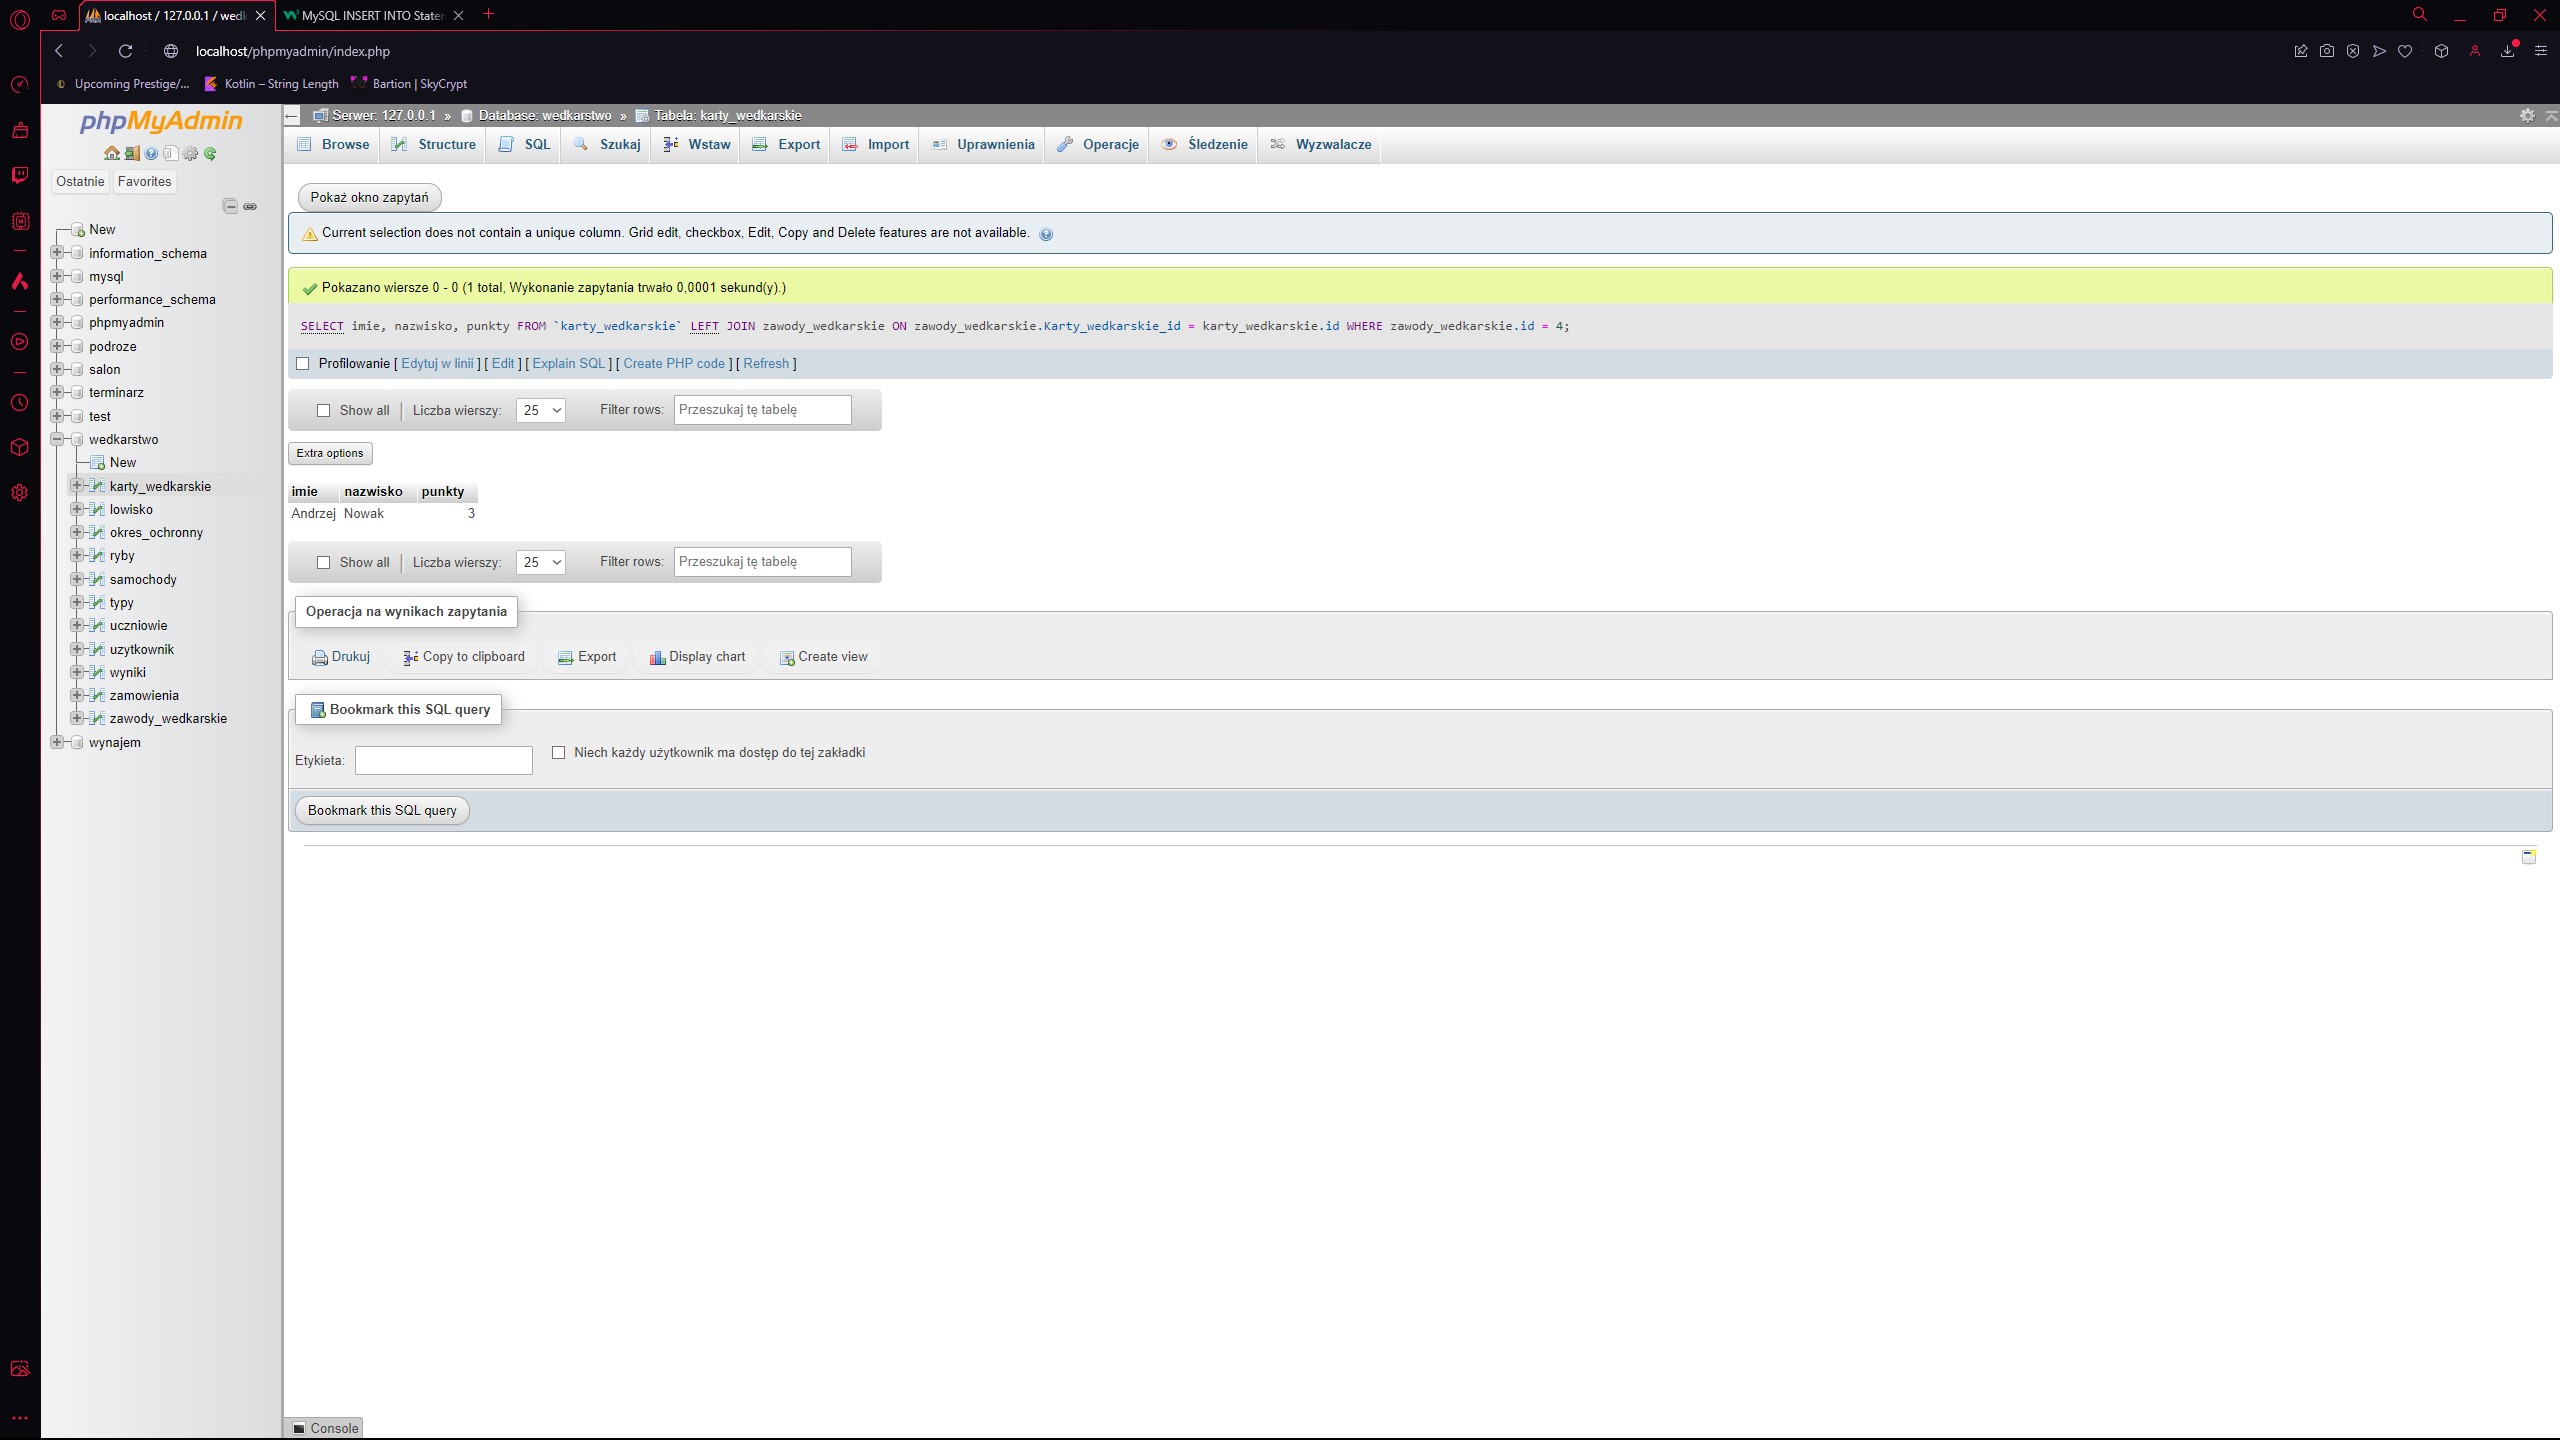 localhost / 127.0.0.1 / wedk
MySQL INSERT INTO Stater
localhost/phpmyadmin/index.php
Upcoming Prestige/...
Kotlin – String Length
Bartion | SkyCrypt
phpMyAdmin
Ostatnie
Favorites
New
information_schema
mysql
performance_schema
phpmyadmin
podroze
salon
terminarz
test
wedkarstwo
New
karty_wedkarskie
lowisko
okres_ochronny
ryby
samochody
typy
uczniowie
uzytkownik
wyniki
zamowienia
zawody_wedkarskie
wynajem
Serwer: 127.0.0.1 » Database: wedkarstwo » Tabela: karty_wedkarskie
Browse
Structure
SQL
Szukaj
Wstaw
Export
Import
Uprawnienia
Operacje
Śledzenie
Wyzwalacze
Pokaż okno zapytań
Current selection does not contain a unique column. Grid edit, checkbox, Edit, Copy and Delete features are not available.
Pokazano wiersze 0 - 0 (1 total, Wykonanie zapytania trwało 0,0001 sekund(y).)
SELECT imie, nazwisko, punkty FROM `karty_wedkarskie` LEFT JOIN zawody_wedkarskie ON zawody_wedkarskie.Karty_wedkarskie_id = karty_wedkarskie.id WHERE zawody_wedkarskie.id = 4;
Profilowanie [ Edytuj w linii ] [ Edit ] [ Explain SQL ] [ Create PHP code ] [ Refresh ]
Show all | Liczba wierszy: 25 Filter rows: Przeszukaj tę tabelę
Extra options
imie nazwisko punkty
Andrzej Nowak 3
Show all | Liczba wierszy: 25 Filter rows: Przeszukaj tę tabelę
Operacja na wynikach zapytania
Drukuj Copy to clipboard Export Display chart Create view
Bookmark this SQL query
Etykieta: Niech każdy użytkownik ma dostęp do tej zakładki
Bookmark this SQL query
Console